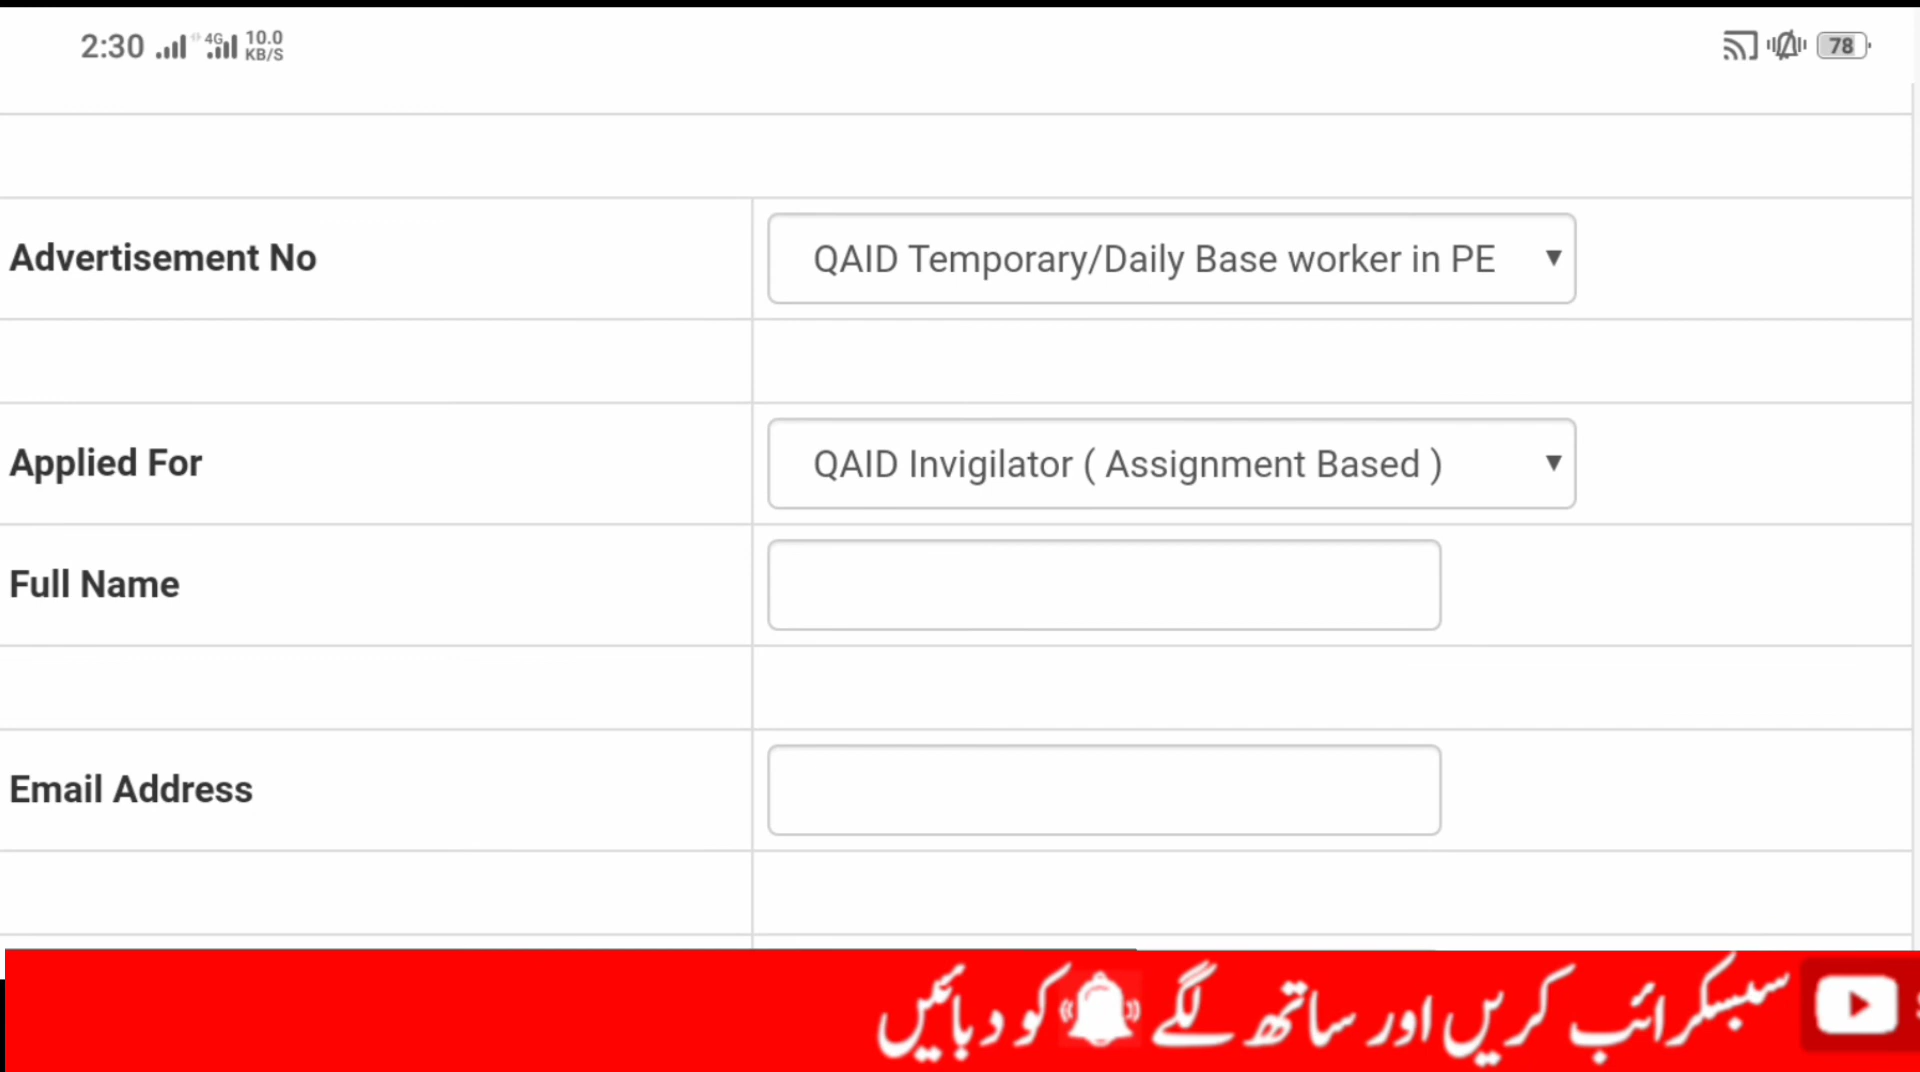 2:30 4G 10.0 KB/S 78
Advertisement No QAID Temporary/Daily Base worker in PE
Applied For QAID Invigilator ( Assignment Based )
Full Name
Email Address
سبسکرائب کریں اور ساتھ لگے کو دبائیں